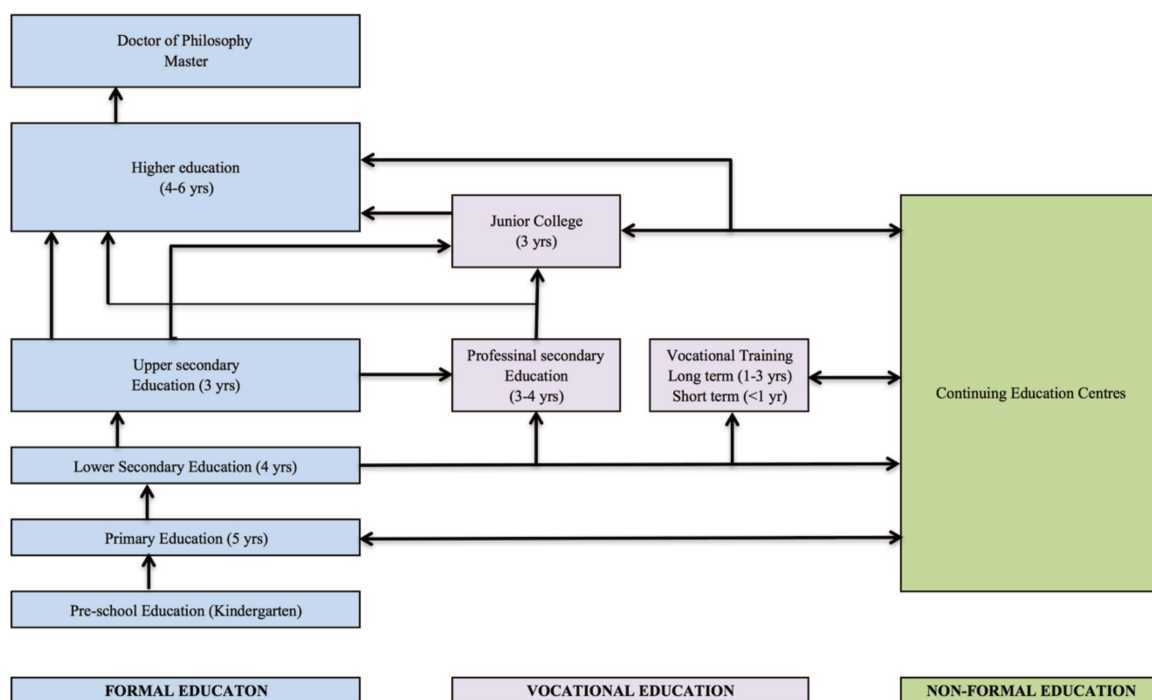 Doctor of Philosophy
Master
Higher education
(4-6 yrs)
Junior College
(3 yrs)
Upper secondary
Education (3 yrs)
Professinal secondary
Education
(3-4 yrs)
Vocational Training
Long term (1-3 yrs)
Short term (<1 yr)
Continuing Education Centres
Lower Secondary Education (4 yrs)
Primary Education (5 yrs)
Pre-school Education (Kindergarten)
FORMAL EDUCATON
VOCATIONAL EDUCATION
NON-FORMAL EDUCATION